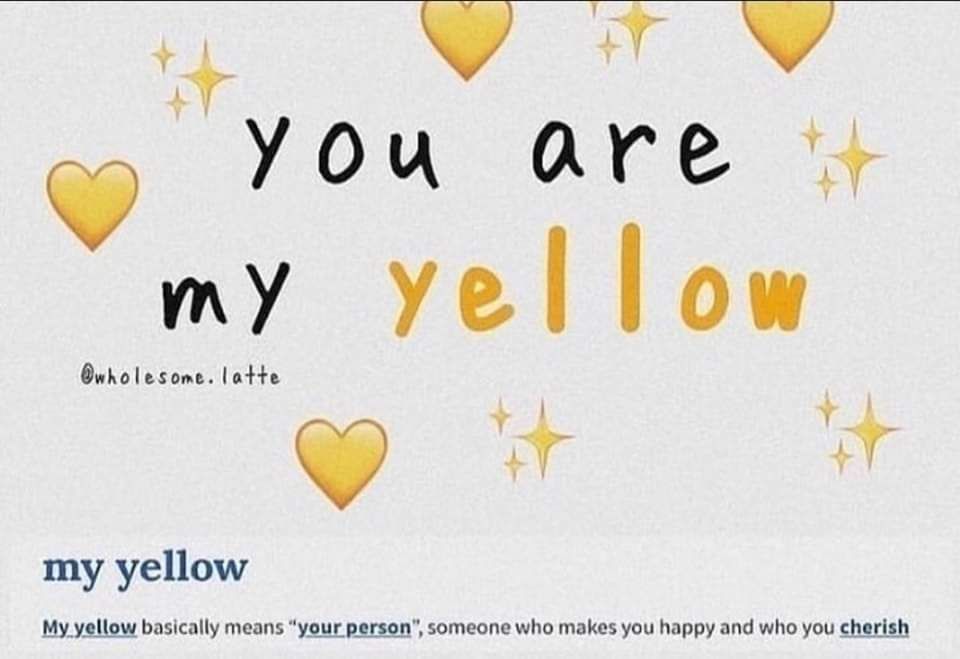 you are
my yellow
@wholesome.latte
my yellow
My yellow basically means "your person", someone who makes you happy and who you cherish